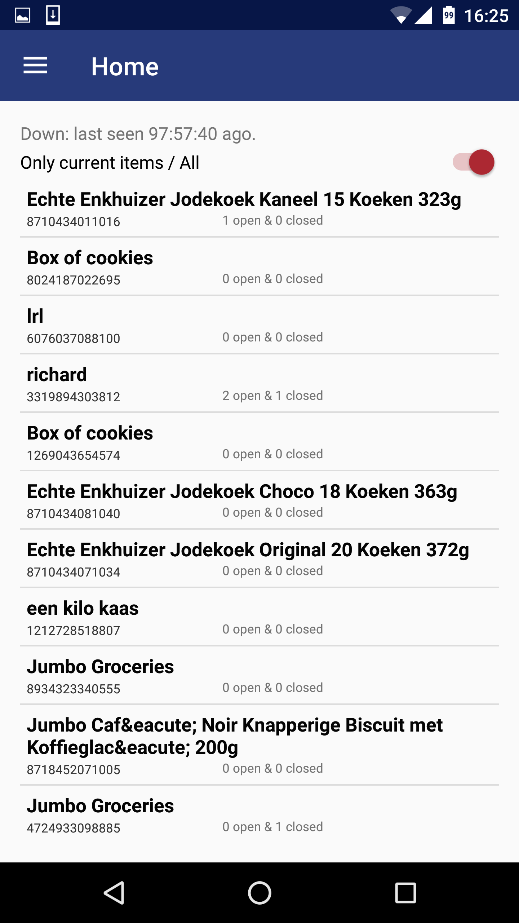 99 16:25
Home
Down: last seen 97:57:40 ago.
Only current items / All
Echte Enkhuizer Jodekoek Kaneel 15 Koeken 323g
8710434011016 1 open & 0 closed
Box of cookies
8024187022695 0 open & 0 closed
lrl
6076037088100 0 open & 0 closed
richard
3319894303812 2 open & 1 closed
Box of cookies
1269043654574 0 open & 0 closed
Echte Enkhuizer Jodekoek Choco 18 Koeken 363g
8710434081040 0 open & 0 closed
Echte Enkhuizer Jodekoek Original 20 Koeken 372g
8710434071034 0 open & 0 closed
een kilo kaas
1212728518807 0 open & 0 closed
Jumbo Groceries
8934323340555 0 open & 0 closed
Jumbo Caf&eacute; Noir Knapperige Biscuit met
Koffieglac&eacute; 200g
8718452071005 0 open & 0 closed
Jumbo Groceries
4724933098885 0 open & 1 closed